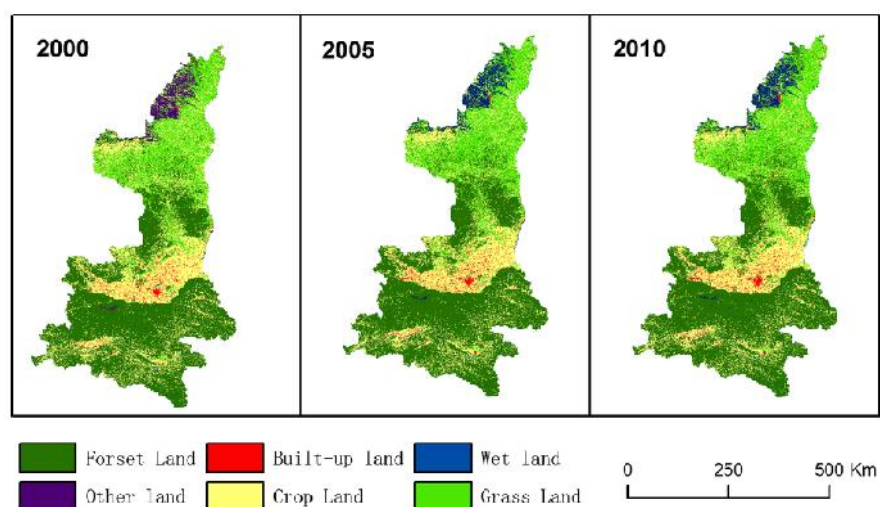 2000 2005 2010
Forset Land Built-up land Wet land
Other land Crop Land Grass Land
0 250 500 Km